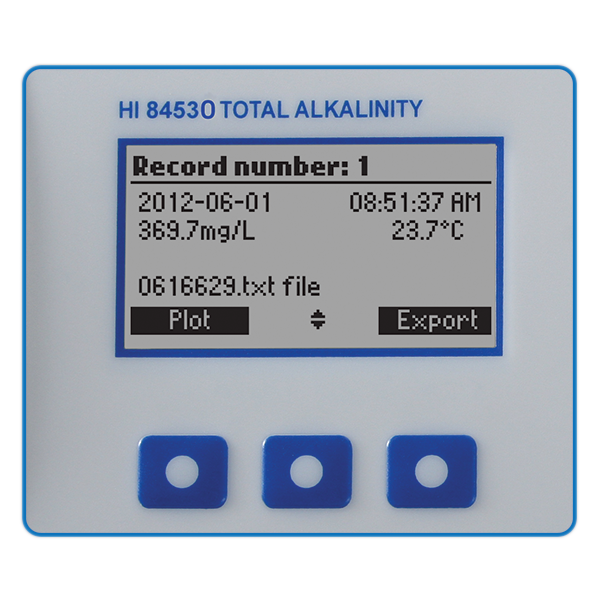 HI 84530 TOTAL ALKALINITY
Record number: 1
2012-06-01 08:51:37 AM
369.7mg/L 23.7°C
0616629.txt file
Plot Export